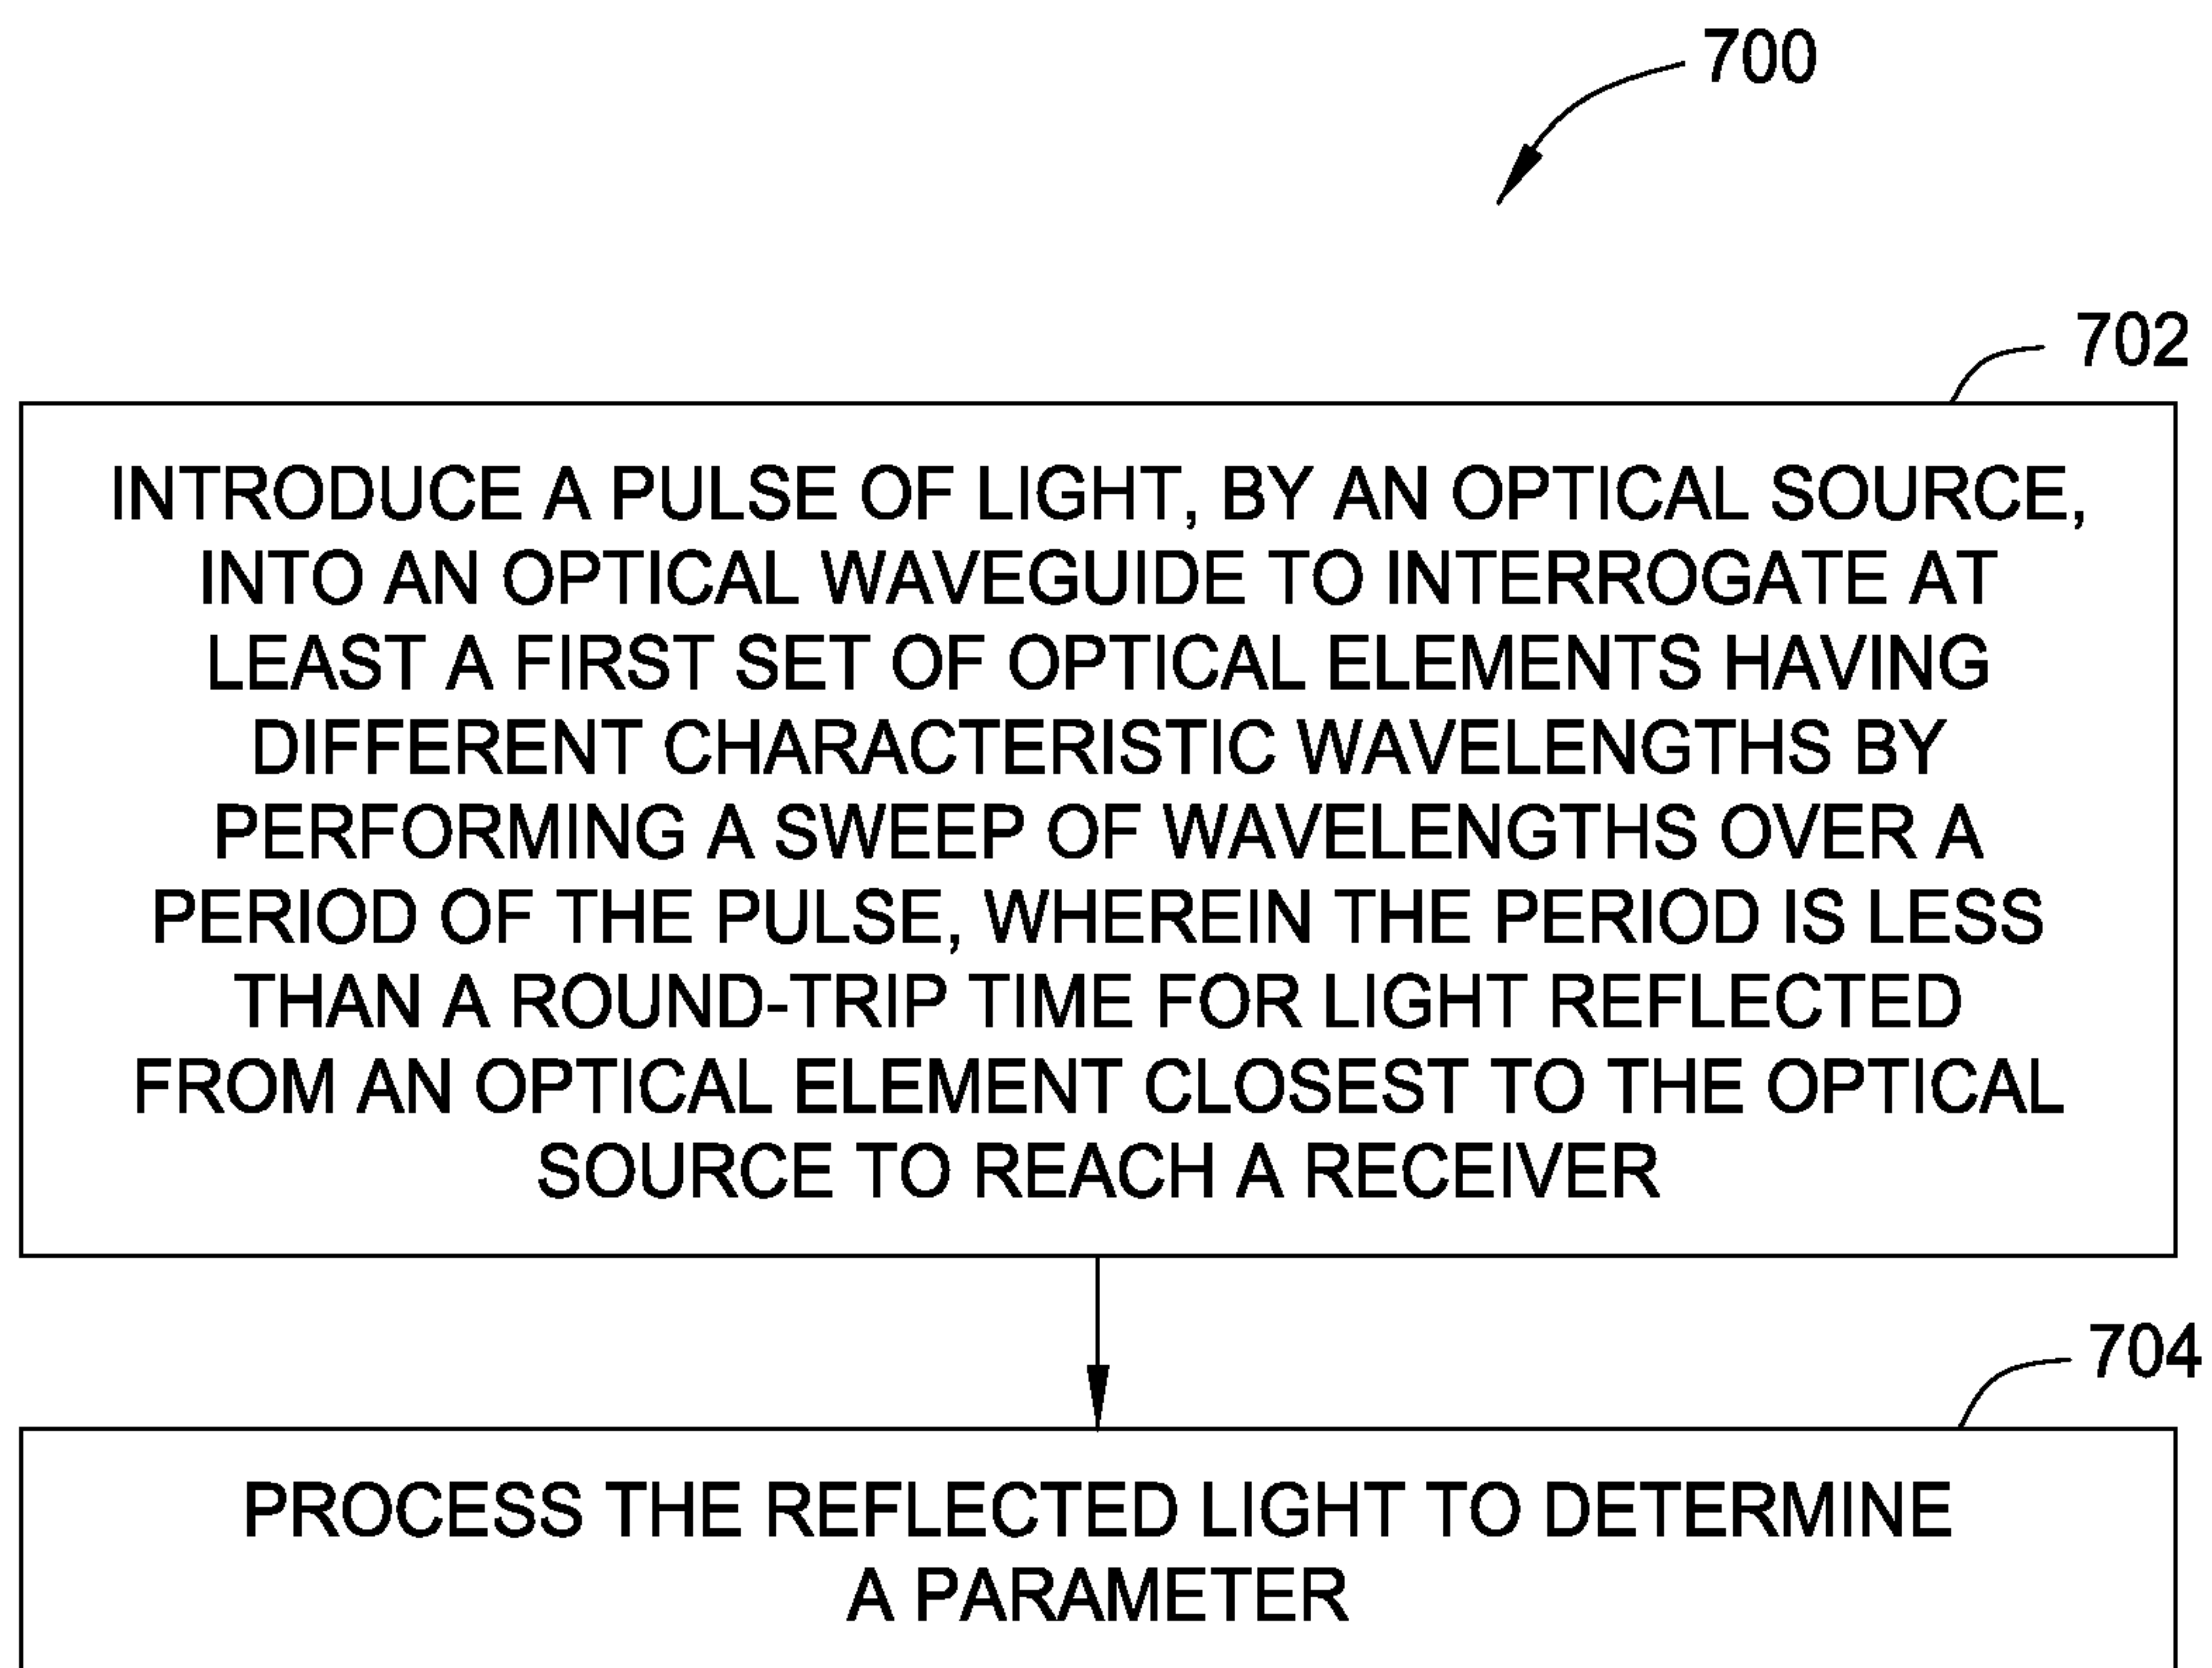 700
702
INTRODUCE A PULSE OF LIGHT, BY AN OPTICAL SOURCE,
INTO AN OPTICAL WAVEGUIDE TO INTERROGATE AT
LEAST A FIRST SET OF OPTICAL ELEMENTS HAVING
DIFFERENT CHARACTERISTIC WAVELENGTHS BY
PERFORMING A SWEEP OF WAVELENGTHS OVER A
PERIOD OF THE PULSE, WHEREIN THE PERIOD IS LESS
THAN A ROUND-TRIP TIME FOR LIGHT REFLECTED
FROM AN OPTICAL ELEMENT CLOSEST TO THE OPTICAL
SOURCE TO REACH A RECEIVER
704
PROCESS THE REFLECTED LIGHT TO DETERMINE
A PARAMETER